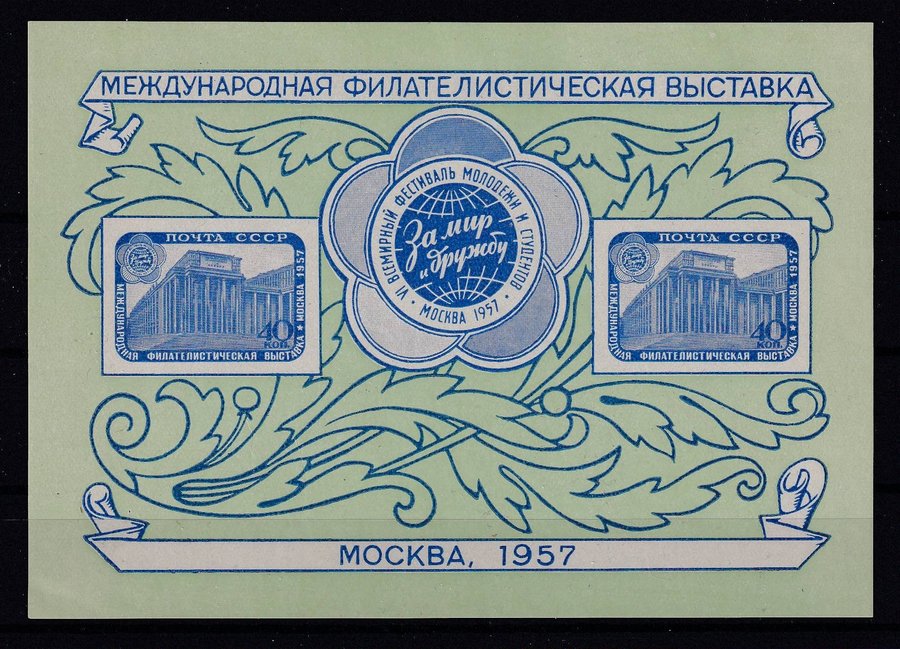 МЕЖДУНАРОДНАЯ ФИЛАТЕЛИСТИЧЕСКАЯ ВЫСТАВКА
VI ВСЕМИРНЫЙ ФЕСТИВАЛЬ МОЛОДЕЖИ И СТУДЕНТОВ
За мир
и дружбу
• МОСКВА 1957 •
ПОЧТА СССР
40
КОП.
МЕЖДУНАРОДНАЯ ФИЛАТЕЛИСТИЧЕСКАЯ ВЫСТАВКА ★ МОСКВА 1957
ПОЧТА СССР
40
КОП.
МЕЖДУНАРОДНАЯ ФИЛАТЕЛИСТИЧЕСКАЯ ВЫСТАВКА ★ МОСКВА 1957
МОСКВА, 1957